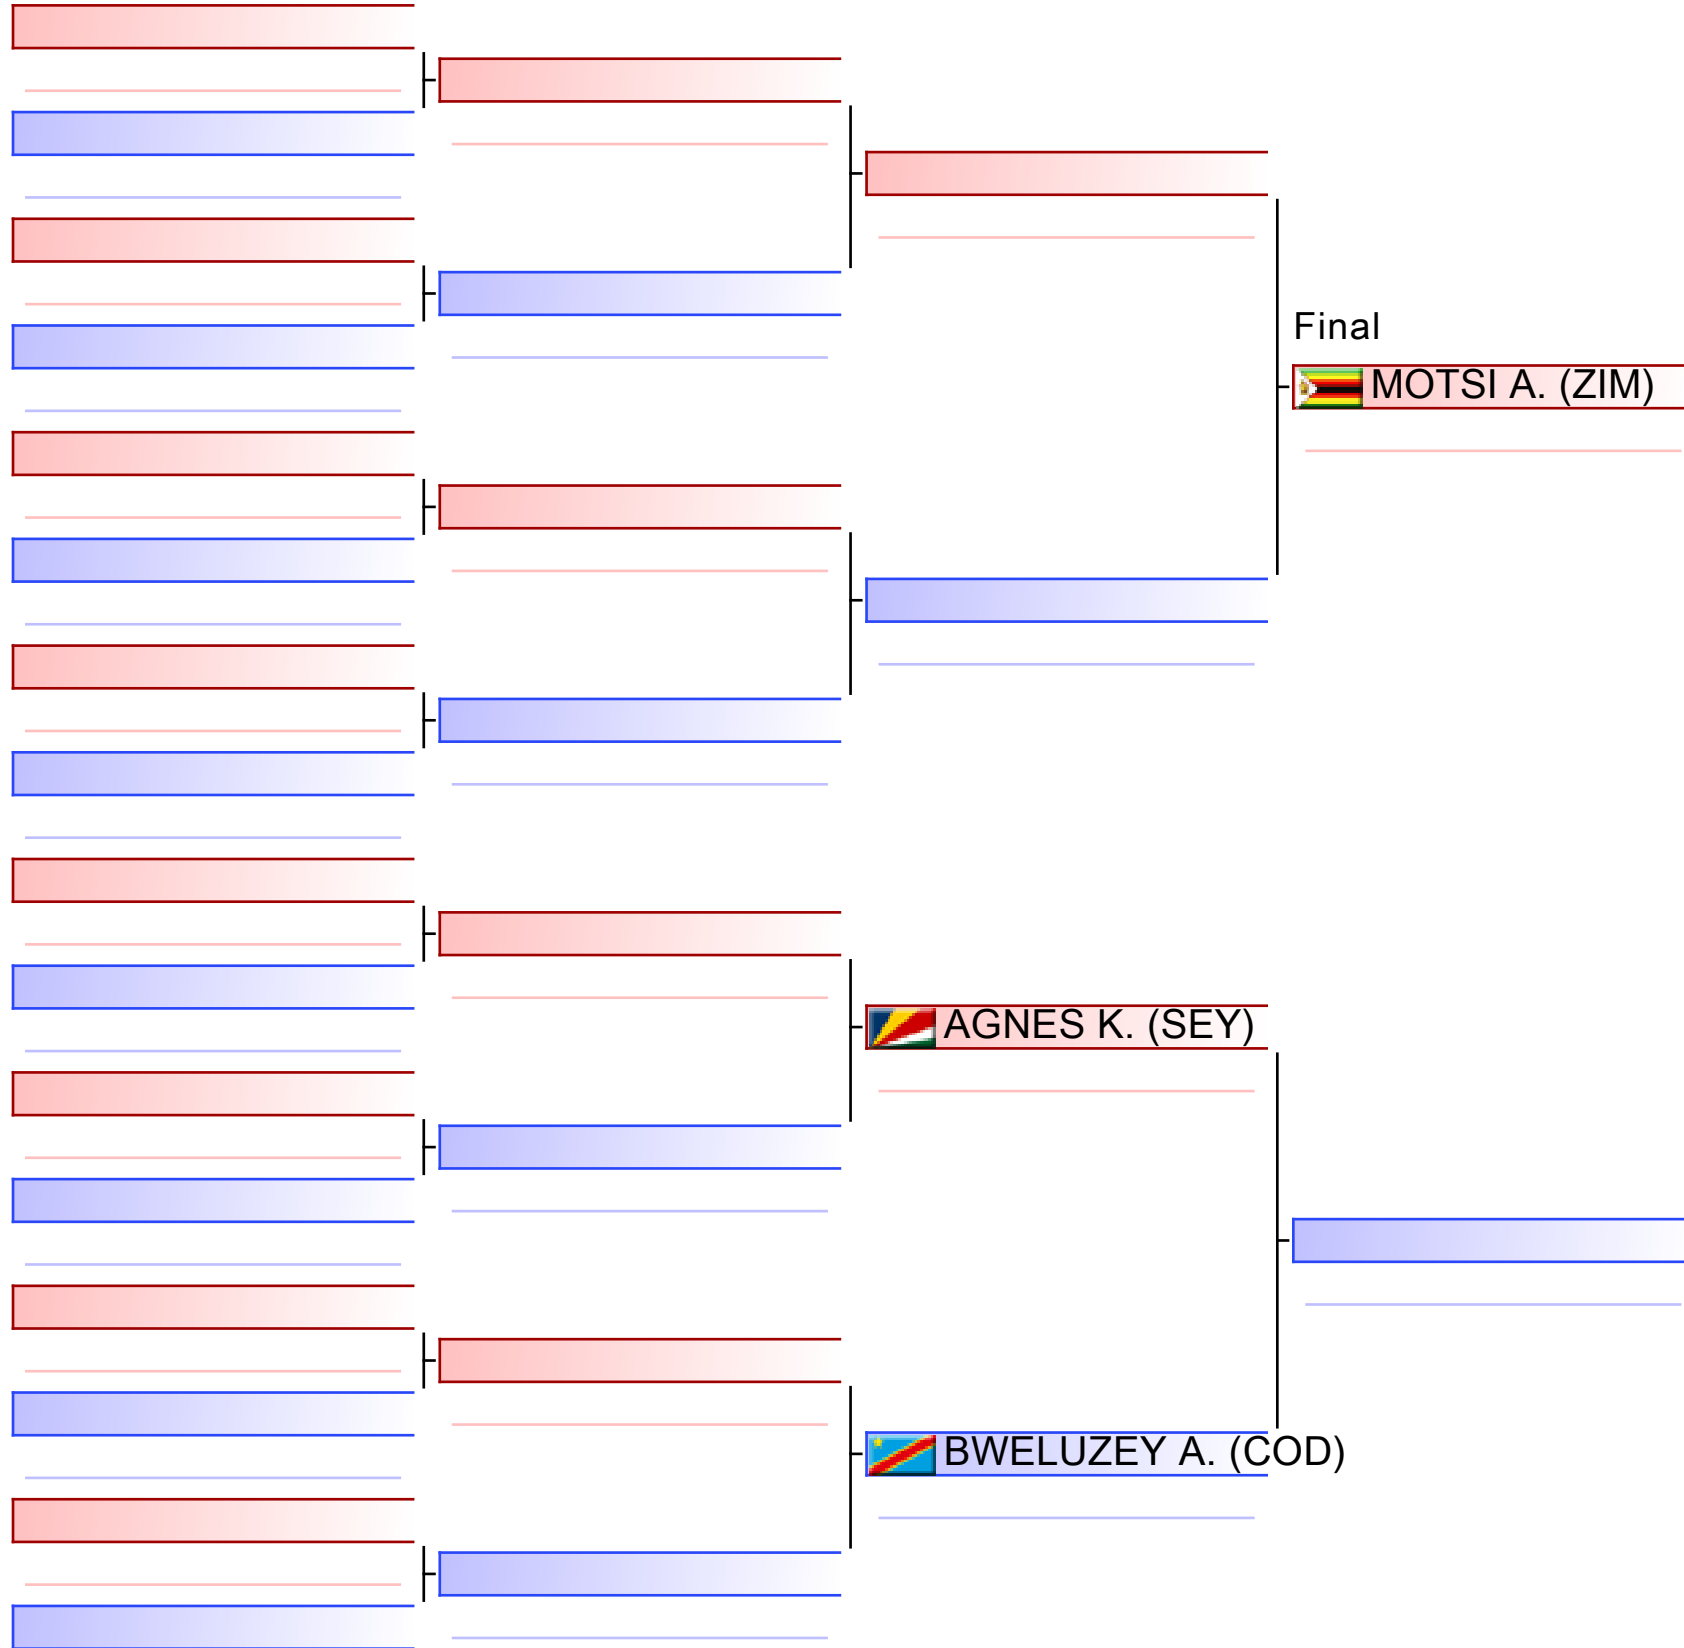 Final
MOTSI A. (ZIM)
AGNES K. (SEY)
BWELUZEY A. (COD)